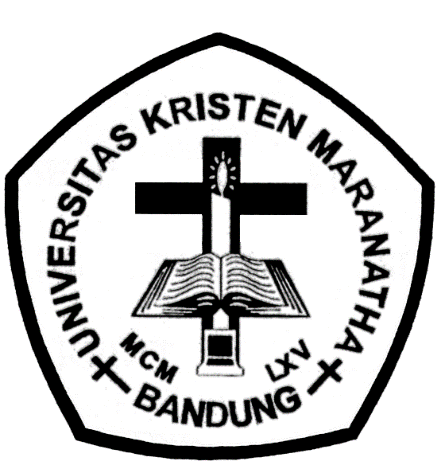 UNIVERSITAS KRISTEN MARANATHA
MCM LXV
BANDUNG